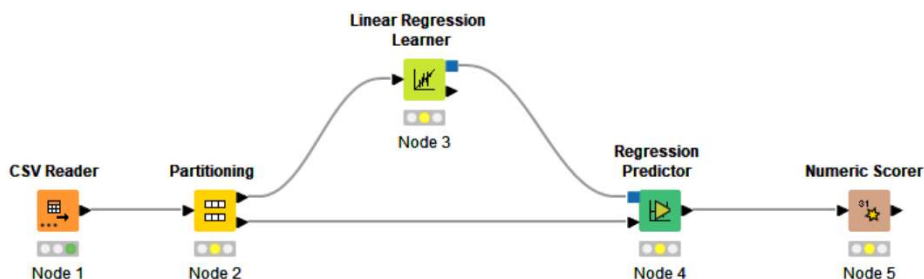 Linear Regression
Learner
Node 3
CSV Reader
Node 1
Partitioning
Node 2
Regression
Predictor
Node 4
Numeric Scorer
31
Node 5